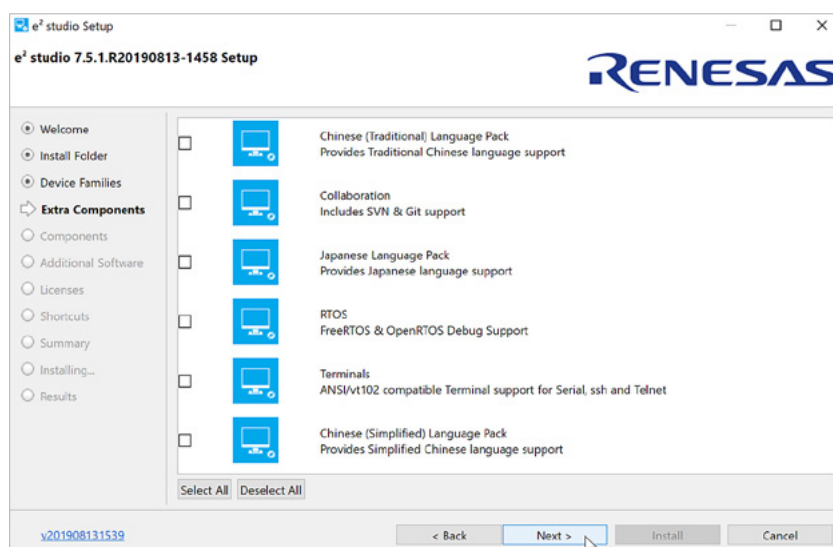 e² studio Setup
e² studio 7.5.1.R20190813-1458 Setup
RENESAS
Welcome
Install Folder
Device Families
Extra Components
Components
Additional Software
Licenses
Shortcuts
Summary
Installing...
Results
Chinese (Traditional) Language Pack
Provides Traditional Chinese language support
Collaboration
Includes SVN & Git support
Japanese Language Pack
Provides Japanese language support
RTOS
FreeRTOS & OpenRTOS Debug Support
Terminals
ANSI/vt102 compatible Terminal support for Serial, ssh and Telnet
Chinese (Simplified) Language Pack
Provides Simplified Chinese language support
Select All Deselect All
v201908131539
< Back Next > Install Cancel